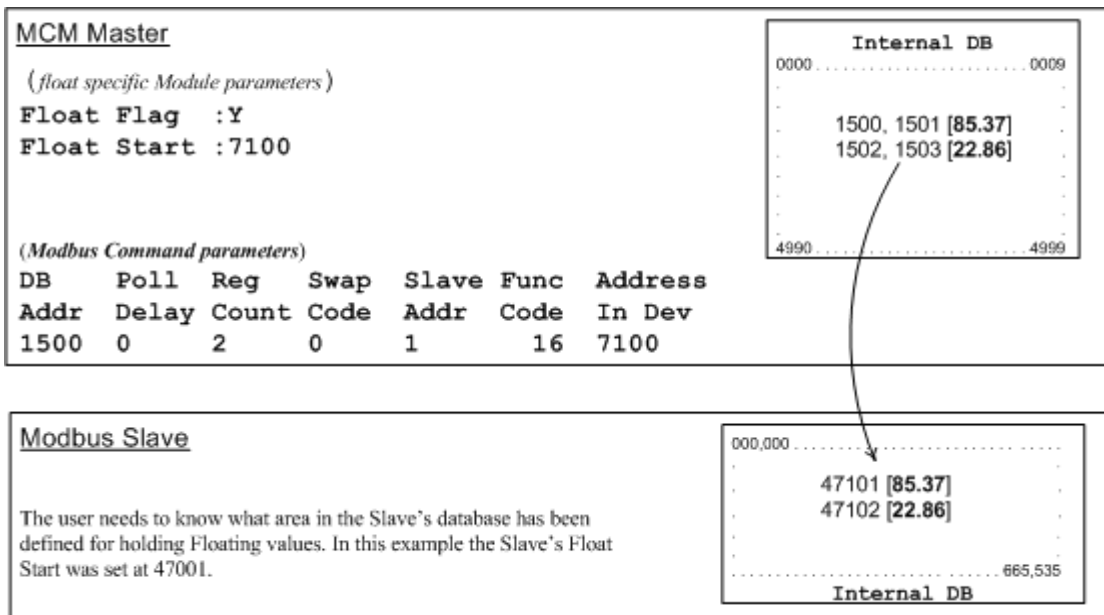 MCM Master
(float specific Module parameters)
Float Flag :Y
Float Start :7100
Internal DB
0000 . . . . . . . . . . . . . . . . . . . . . . . . . . 0009
1500, 1501 [85.37]
1502, 1503 [22.86]
4990 . . . . . . . . . . . . . . . . . . . . . . . . . . 4999
(Modbus Command parameters)
DB Poll Reg Swap Slave Func Address
Addr Delay Count Code Addr Code In Dev
1500 0 2 0 1 16 7100
Modbus Slave
The user needs to know what area in the Slave's database has been
defined for holding Floating values. In this example the Slave's Float
Start was set at 47001.
000,000 . . . . . . . . . . . . . . . . . . . . . . . . . .
47101 [85.37]
47102 [22.86]
. . . . . . . . . . . . . . . . . . . . . . . . . . 665,535
Internal DB